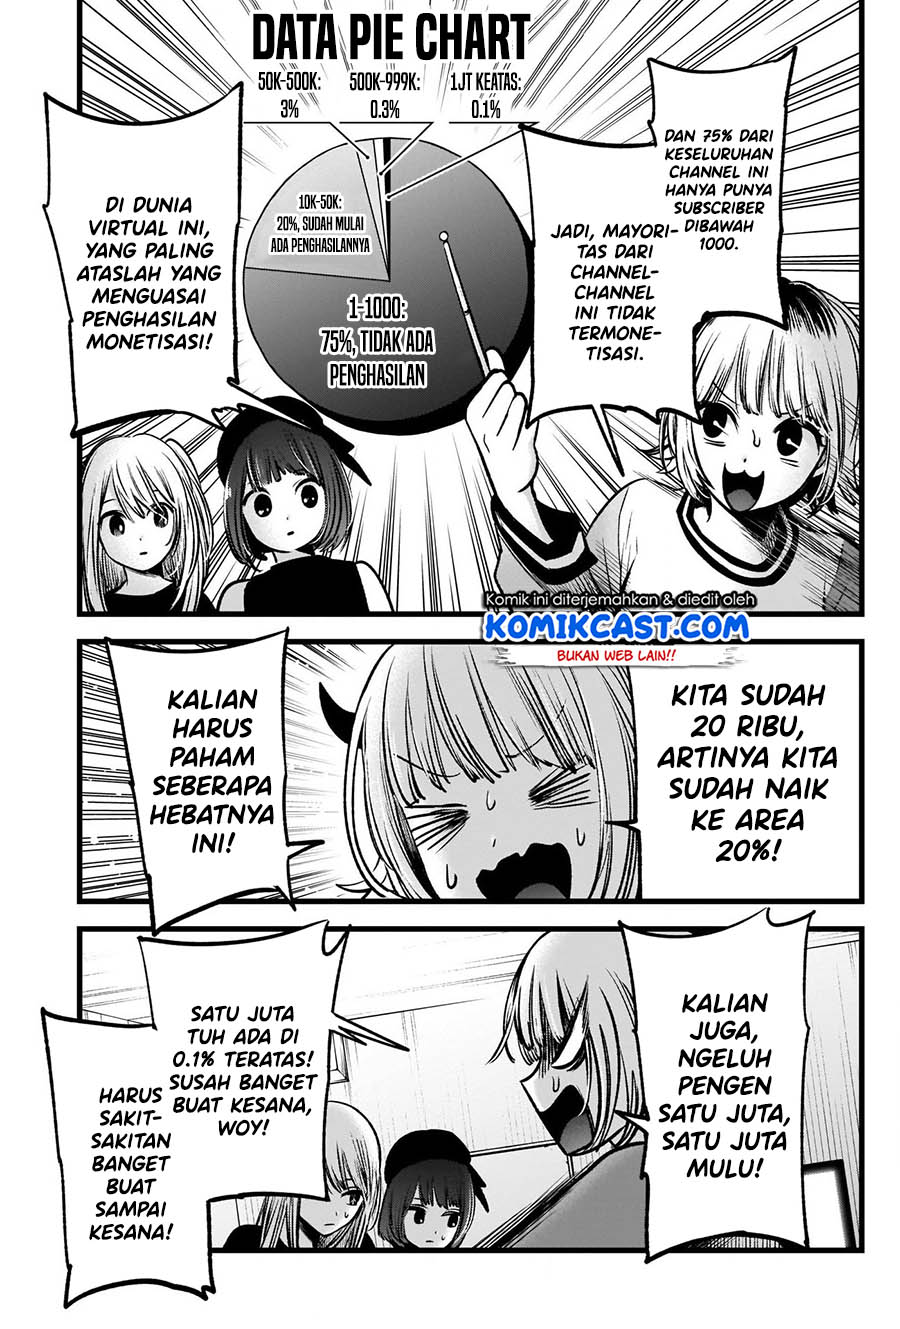 DATA PIE CHART
50K-500K:
3%
500K-999K:
0.3%
1JT KEATAS:
0.1%
10K-50K:
20%, SUDAH MULAI
ADA PENGHASILANNYA
1-1000:
75%, TIDAK ADA
PENGHASILAN
DAN 75% DARI
KESELURUHAN
CHANNEL INI
HANYA PUNYA
SUBSCRIBER
DIBAWAH
1000.
JADI, MAYORI-
TAS DARI
CHANNEL-
CHANNEL
INI TIDAK
TERMONE-
TISASI.
DI DUNIA
VIRTUAL INI,
YANG PALING
ATASLAH YANG
MENGUASAI
PENGHASILAN
MONETISASI!
Komik ini diterjemahkan & diedit oleh
KOMIKCAST.COM
BUKAN WEB LAIN!!
KITA SUDAH
20 RIBU,
ARTINYA KITA
SUDAH NAIK
KE AREA
20%!
KALIAN
HARUS
PAHAM
SEBERAPA
HEBATNYA
INI!
KALIAN
JUGA,
NGELUH
PENGEN
SATU JUTA,
SATU JUTA
MULU!
SATU JUTA
TUH ADA DI
0.1% TERATAS!
SUSAH BANGET
BUAT KESANA,
WOY!
HARUS
SAKIT-
SAKITAN
BANGET
BUAT
SAMPAI
KESANA!